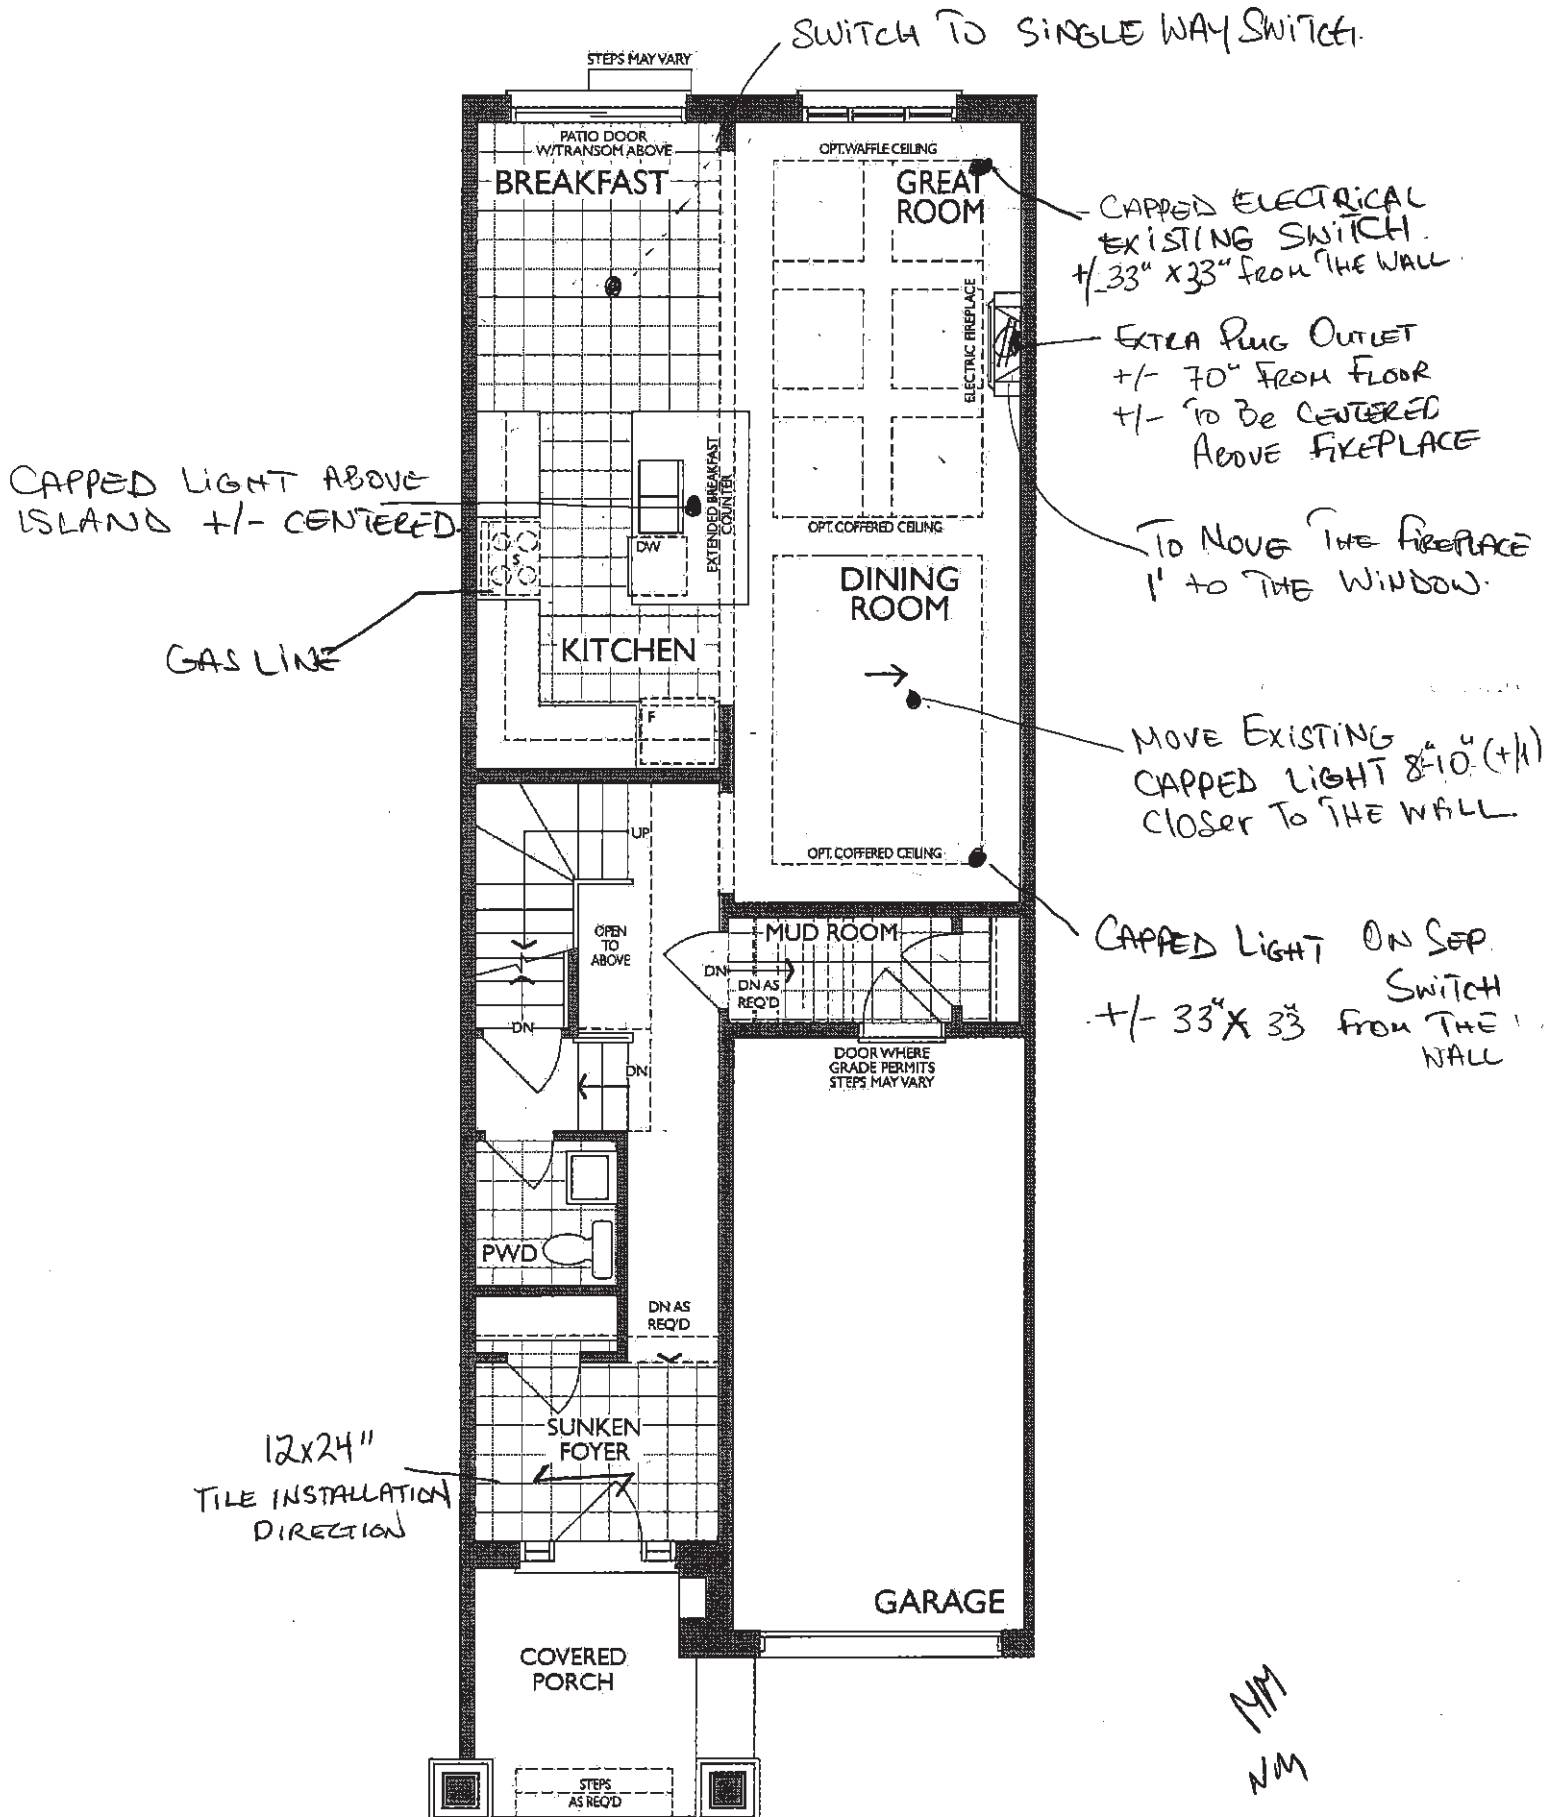 SWITCH TO SINGLE WAY SWITCH.
STEPS MAY VARY
PATIO DOOR
W/TRANSOM ABOVE
BREAKFAST
OPT. WAFFLE CEILING
GREAT
ROOM
- CAPPED ELECTRICAL
EXISTING SWITCH.
+/- 33" X 33" FROM THE WALL.
ELECTRIC FIREPLACE
EXTRA PLUG OUTLET
+/- 70" FROM FLOOR
+/- TO BE CENTERED
ABOVE FIREPLACE
CAPPED LIGHT ABOVE
ISLAND +/- CENTERED.
EXTENDED BREAKFAST
COUNTER
DW
S
OPT. COFFERED CEILING
TO MOVE THE FIREPLACE
1' to THE WINDOW.
DINING
ROOM
KITCHEN
GAS LINE
F
MOVE EXISTING
CAPPED LIGHT 8"-10" (+/-)
CLOSER TO THE WALL.
UP
OPT. COFFERED CEILING
OPEN
TO
ABOVE
MUD ROOM
DN
DN AS
REQ'D
CAPPED LIGHT ON SEP.
SWITCH
+/- 33" X 33" FROM THE
WALL
DN
DN
DOOR WHERE
GRADE PERMITS
STEPS MAY VARY
PWD
DN AS
REQ'D
SUNKEN
FOYER
12x24"
TILE INSTALLATION
DIRECTION
GARAGE
COVERED
PORCH
STEPS
AS REQ'D
MM
NM